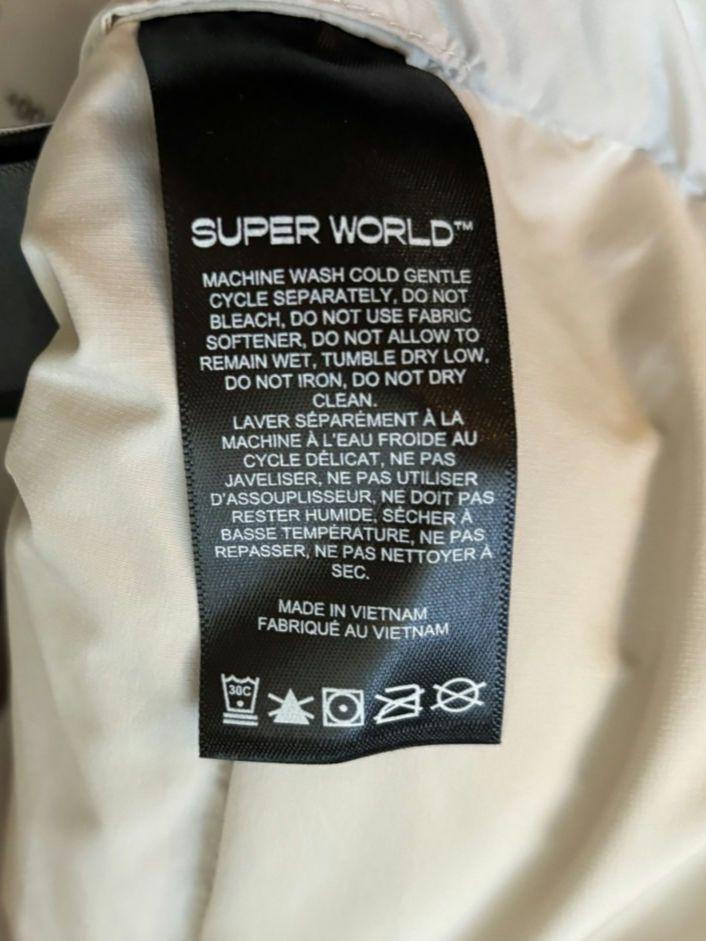 SUPER WORLD™
MACHINE WASH COLD GENTLE
CYCLE SEPARATELY, DO NOT
BLEACH, DO NOT USE FABRIC
SOFTENER, DO NOT ALLOW TO
REMAIN WET, TUMBLE DRY LOW,
DO NOT IRON, DO NOT DRY
CLEAN.
LAVER SÉPARÉMENT À LA
MACHINE À L'EAU FROIDE AU
CYCLE DÉLICAT, NE PAS
JAVELISER, NE PAS UTILISER
D'ASSOUPLISSEUR, NE DOIT PAS
RESTER HUMIDE, SÉCHER À
BASSE TEMPÉRATURE, NE PAS
REPASSER, NE PAS NETTOYER À
SEC.
MADE IN VIETNAM
FABRIQUÉ AU VIETNAM
30C